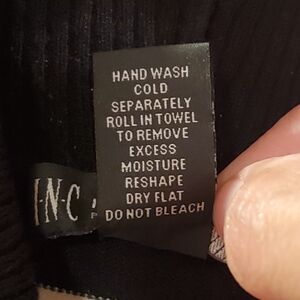 HAND WASH
COLD
SEPARATELY
ROLL IN TOWEL
TO REMOVE
EXCESS
MOISTURE
RESHAPE
DRY FLAT
DO NOT BLEACH
I·N·C